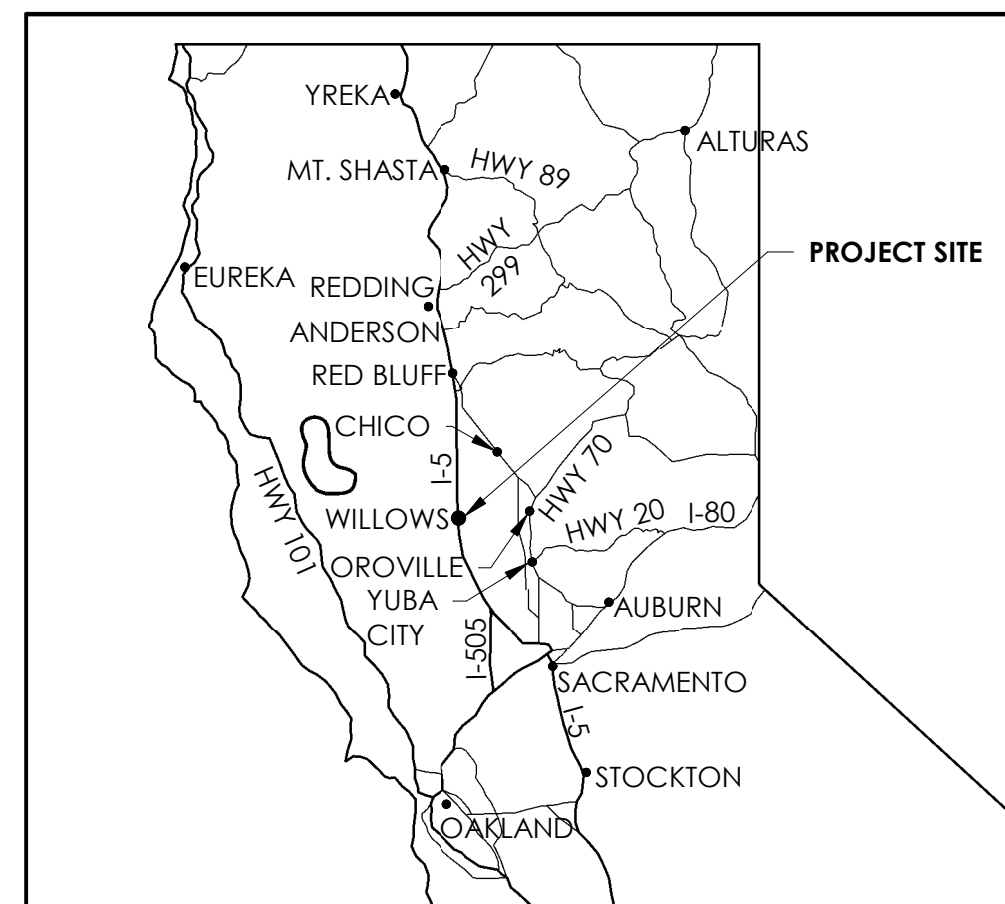 YREKA
ALTURAS
MT. SHASTA
HWY 89
HWY
299
PROJECT SITE
EUREKA
REDDING
ANDERSON
RED BLUFF
CHICO
I-5
HWY 70
HWY 101
WILLOWS
HWY 20
I-80
OROVILLE
YUBA
CITY
AUBURN
I-505
SACRAMENTO
I-5
STOCKTON
OAKLAND